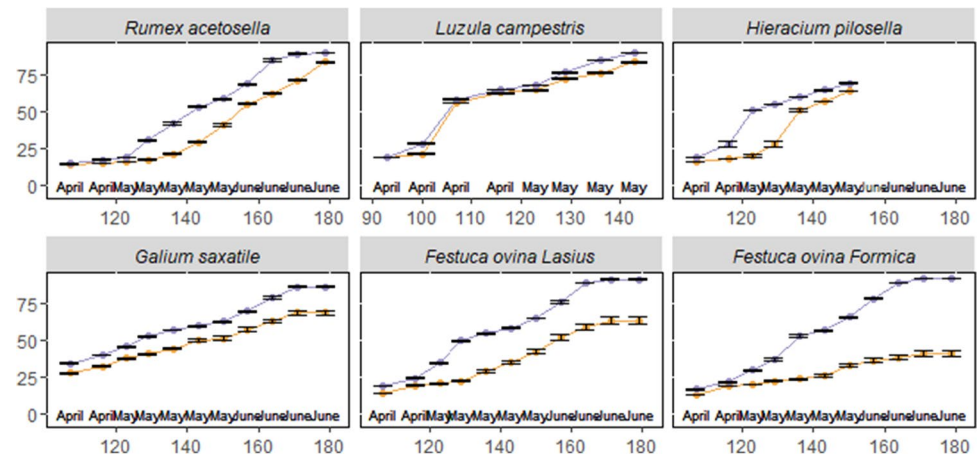 Rumex acetosella Luzula campestris Hieracium pilosella
75
50
25
0
April April May May May May May June June June June
April April April April May May May May
April April May May May May May June June June June
120 140 160 180
90 100 110 120 130 140
120 140 160 180
Galium saxatile Festuca ovina Lasius Festuca ovina Formica
75
50
25
0
April April May May May May May June June June June
April April May May May May May June June June June
April April May May May May May June June June June
120 140 160 180
120 140 160 180
120 140 160 180